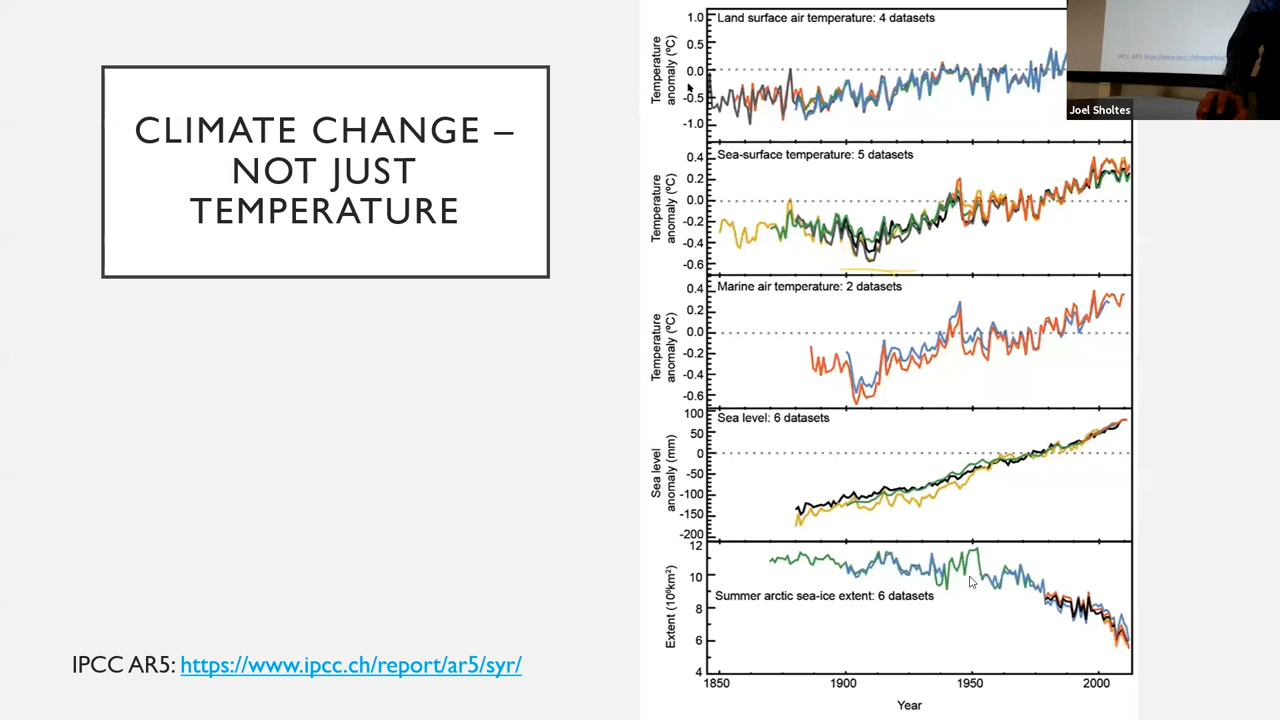 CLIMATE CHANGE –
NOT JUST
TEMPERATURE
IPCC AR5: https://www.ipcc.ch/report/ar5/syr/
Land surface air temperature: 4 datasets
Temperature
anomaly (ºC)
1.0
0.5
0.0
-0.5
-1.0
Sea-surface temperature: 5 datasets
Temperature
anomaly (ºC)
0.4
0.2
0.0
-0.2
-0.4
-0.6
Marine air temperature: 2 datasets
Temperature
anomaly (ºC)
0.4
0.2
0.0
-0.2
-0.4
-0.6
Sea level: 6 datasets
Sea level
anomaly (mm)
100
50
0
-50
-100
-150
-200
Summer arctic sea-ice extent: 6 datasets
Extent (10⁶km²)
12
10
8
6
4
1850
1900
1950
2000
Year
Joel Sholtes